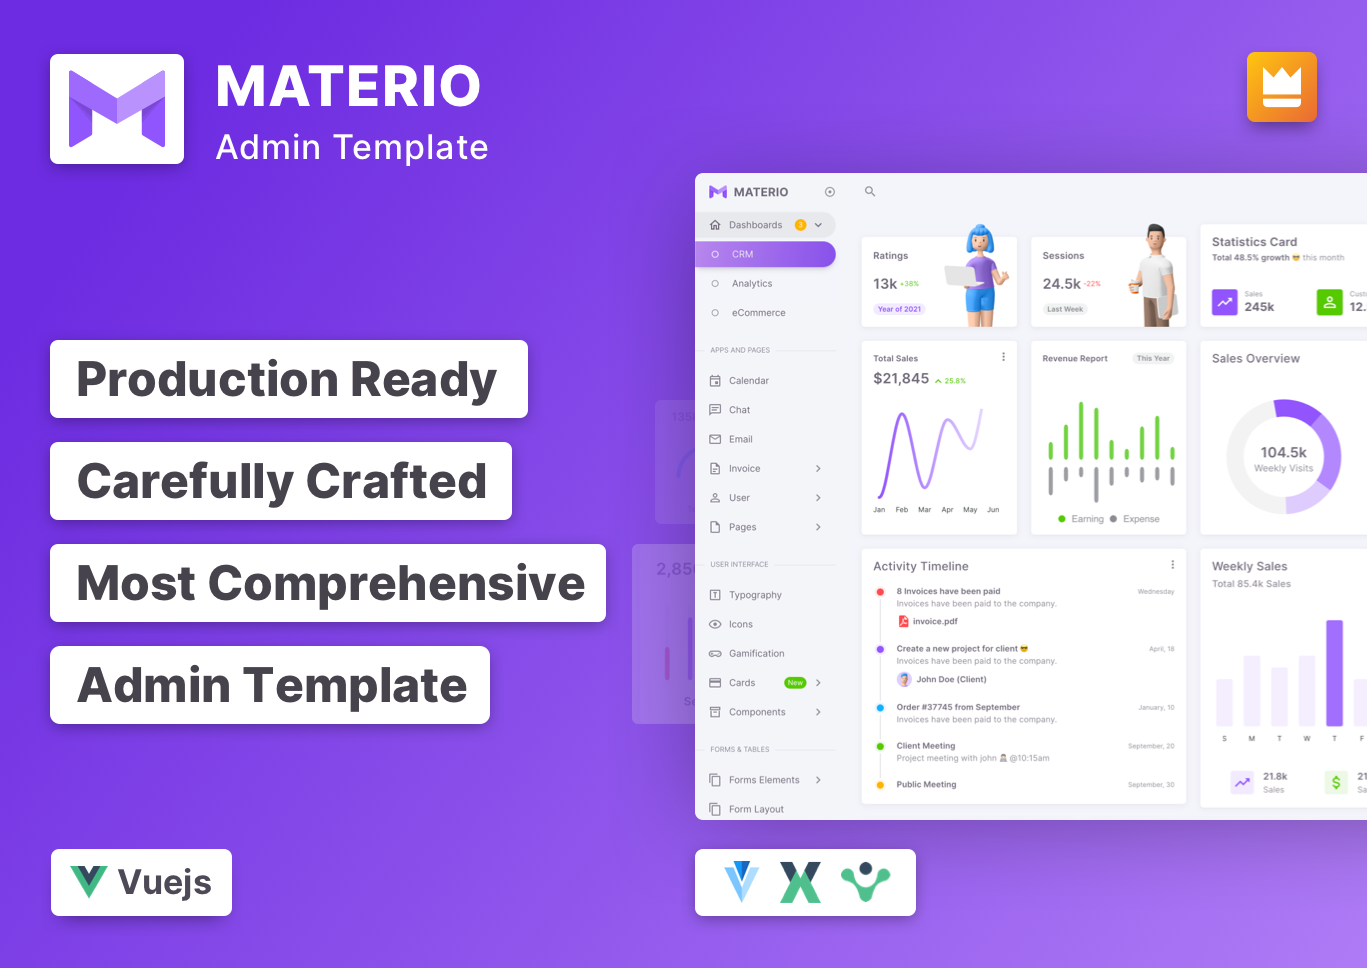 MATERIO
Admin Template
Production Ready
Carefully Crafted
Most Comprehensive
Admin Template
Vuejs
MATERIO
Dashboards 3
CRM
Analytics
eCommerce
APPS AND PAGES
Calendar
Chat
Email
Invoice
User
Pages
USER INTERFACE
Typography
Icons
Gamification
Cards New
Components
FORMS & TABLES
Forms Elements
Form Layout
Ratings
13k +38%
Year of 2021
Sessions
24.5k -22%
Last Week
Statistics Card
Total 48.5% growth 😎 this month
Sales
245k
12.
Total Sales
$21,845 25.8%
Jan Feb Mar Apr May Jun
Revenue Report This Year
Earning Expense
Sales Overview
104.5k
Weekly Visits
Activity Timeline
8 Invoices have been paid Wednesday
Invoices have been paid to the company.
invoice.pdf
Create a new project for client 😎 April, 18
Invoices have been paid to the company.
John Doe (Client)
Order #37745 from September January, 10
Invoices have been paid to the company.
Client Meeting September, 20
Project meeting with john @10:15am
Public Meeting September, 30
Weekly Sales
Total 85.4k Sales
S M T W T F
21.8k
Sales
$
21
2,85